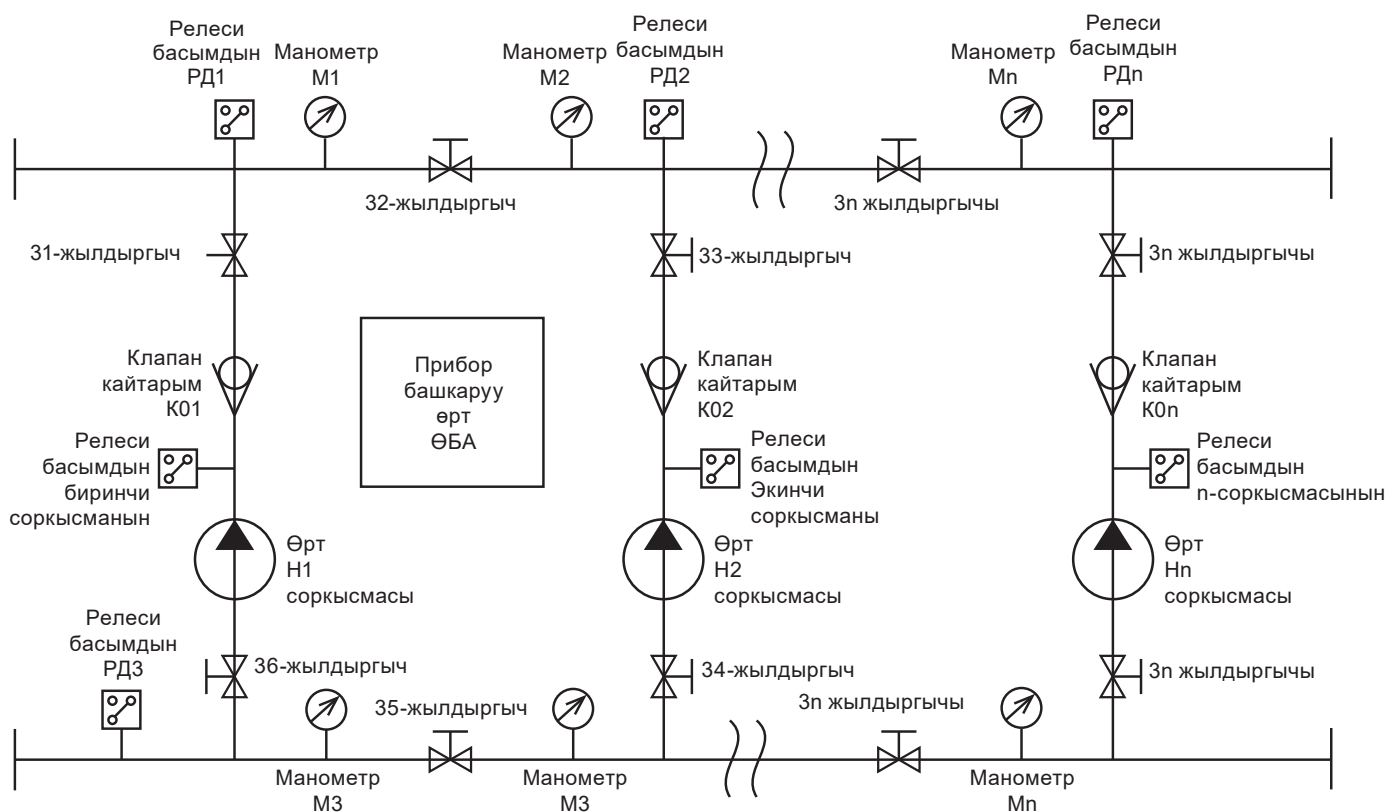 Релеси
басымдын
РД1
Манометр
М1
Манометр
М2
Релеси
басымдын
РД2
Манометр
Мn
Релеси
басымдын
РДn
32-жылдыргыч
3n жылдыргычы
31-жылдыргыч
33-жылдыргыч
3n жылдыргычы
Клапан
кайтарым
К01
Прибор
башкаруу
өрт
ӨБА
Клапан
кайтарым
К02
Клапан
кайтарым
К0n
Релеси
басымдын
биринчи
соркысманын
Релеси
басымдын
Экинчи
соркысманы
Релеси
басымдын
n-соркысмасынын
Өрт
Н1
соркысмасы
Өрт
Н2
соркысмасы
Өрт
Нn
соркысмасы
Релеси
басымдын
РД3
36-жылдыргыч
34-жылдыргыч
3n жылдыргычы
35-жылдыргыч
3n жылдыргычы
Манометр
М3
Манометр
М3
Манометр
Мn